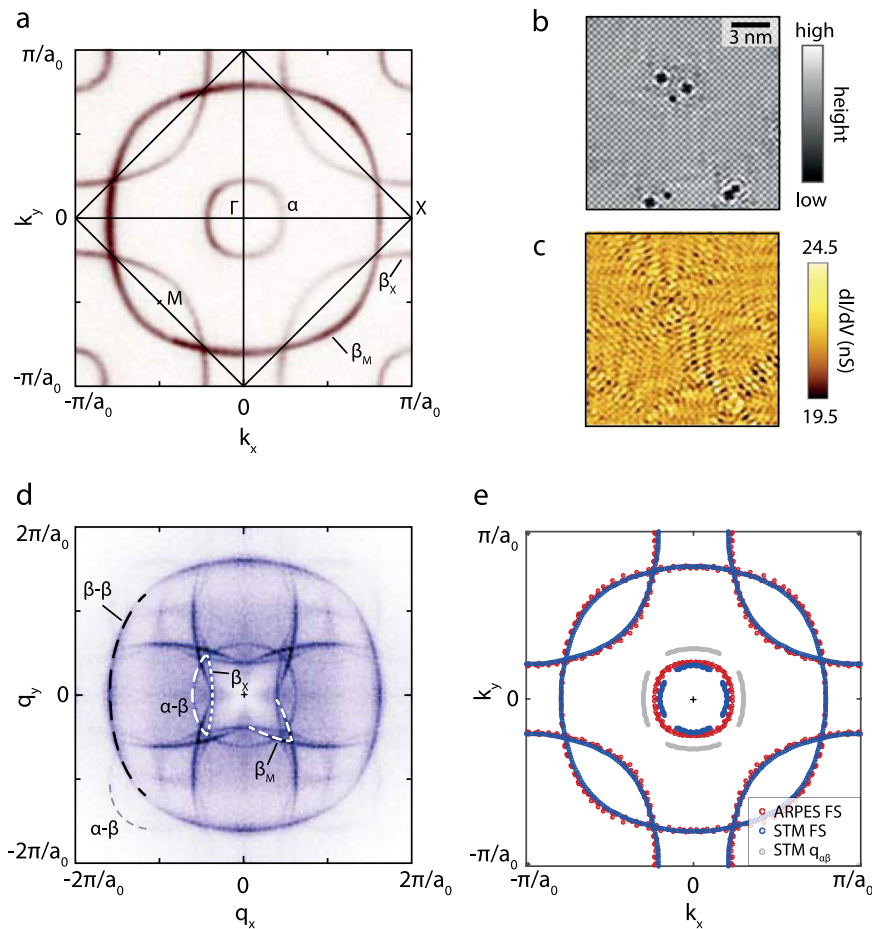 a
π/a₀
k_y
0
-π/a₀
-π/a₀
0
π/a₀
k_x
Γ
α
X
M
β_X
β_M
b
3 nm
high
height
low
c
24.5
dI/dV (nS)
19.5
d
2π/a₀
q_y
0
-2π/a₀
-2π/a₀
0
2π/a₀
q_x
β-β
α-β
β_X
β_M
α-β
e
π/a₀
k_y
0
-π/a₀
-π/a₀
0
π/a₀
k_x
ARPES FS
STM FS
STM q_αβ